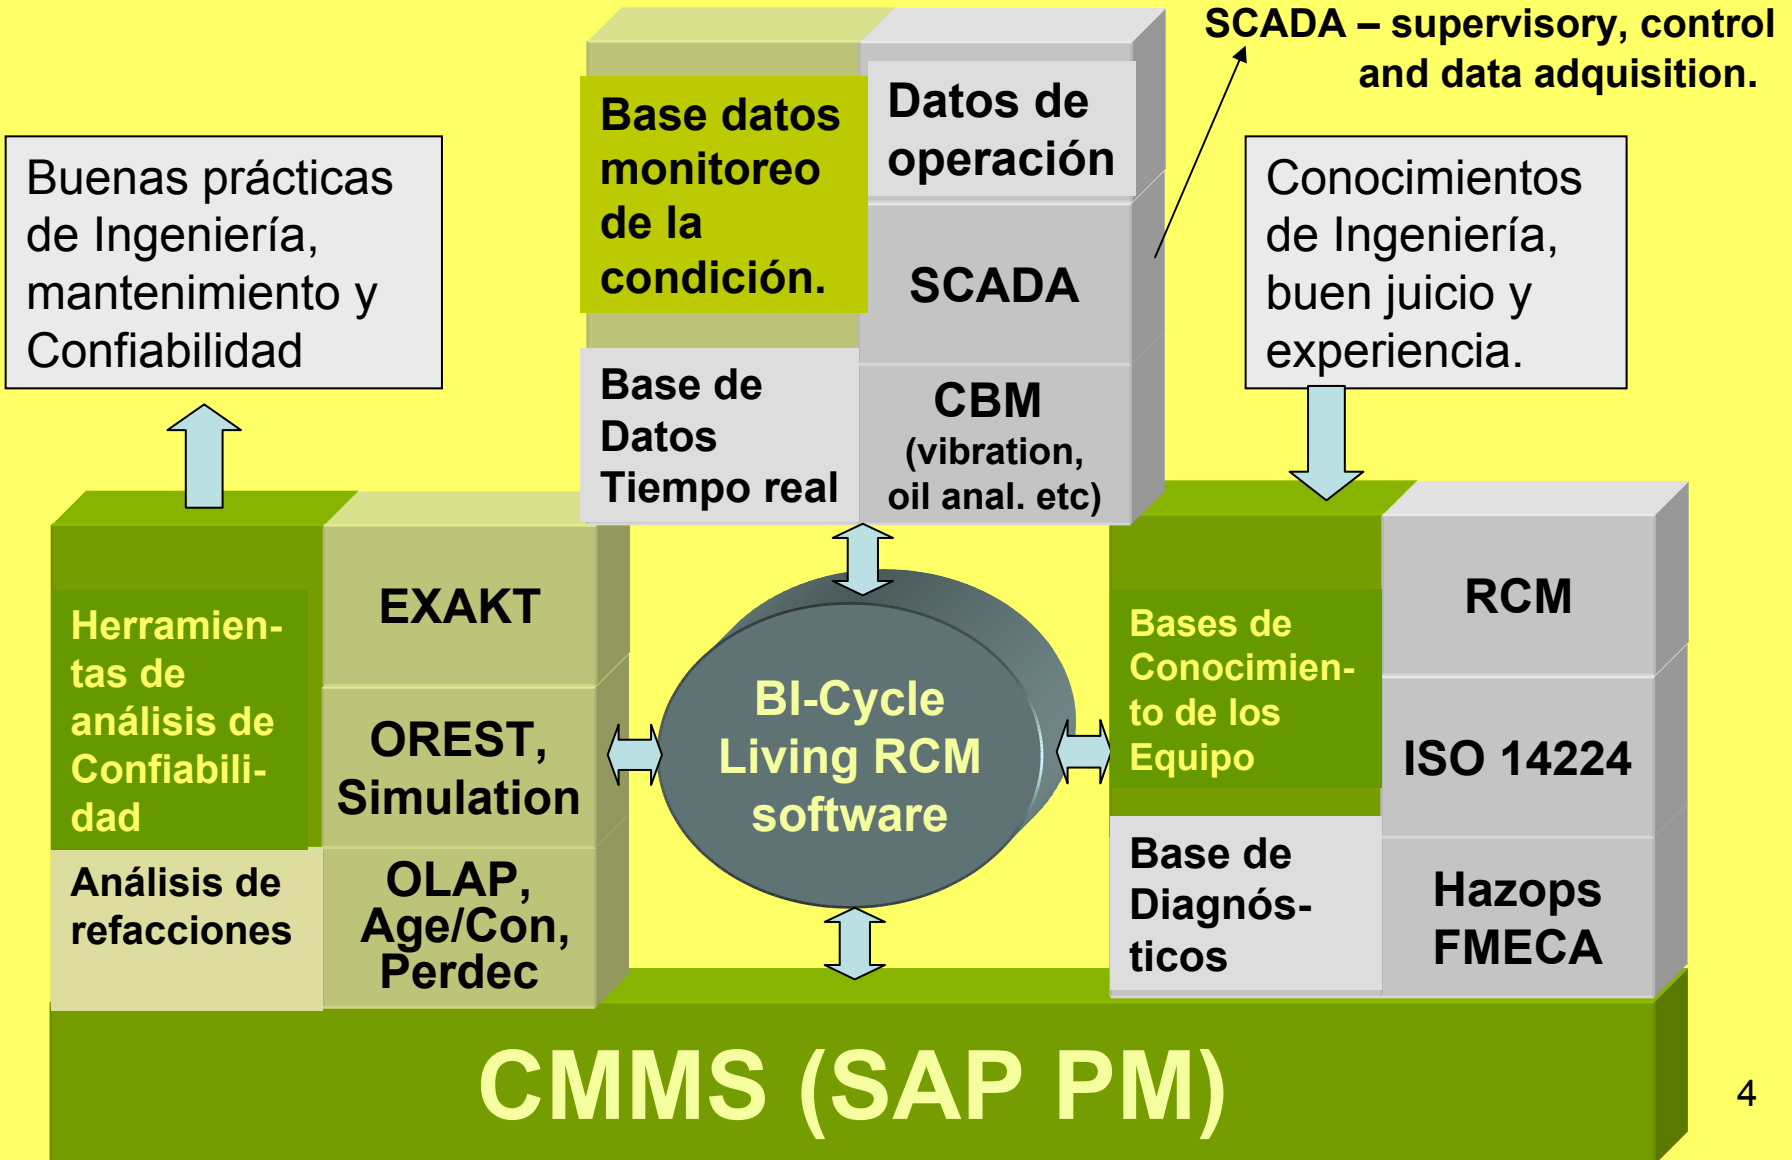 SCADA – supervisory, control
and data adquisition.
Base datos
monitoreo
de la
condición.
Datos de
operación
SCADA
Base de
Datos
Tiempo real
CBM
(vibration,
oil anal. etc)
Buenas prácticas
de Ingeniería,
mantenimiento y
Confiabilidad
Conocimientos
de Ingeniería,
buen juicio y
experiencia.
Herramien-
tas de
análisis de
Confiabili-
dad
Análisis de
refacciones
EXAKT
OREST,
Simulation
OLAP,
Age/Con,
Perdec
BI-Cycle
Living RCM
software
Bases de
Conocimien-
to de los
Equipo
Base de
Diagnós-
ticos
RCM
ISO 14224
Hazops
FMECA
CMMS (SAP PM)
4